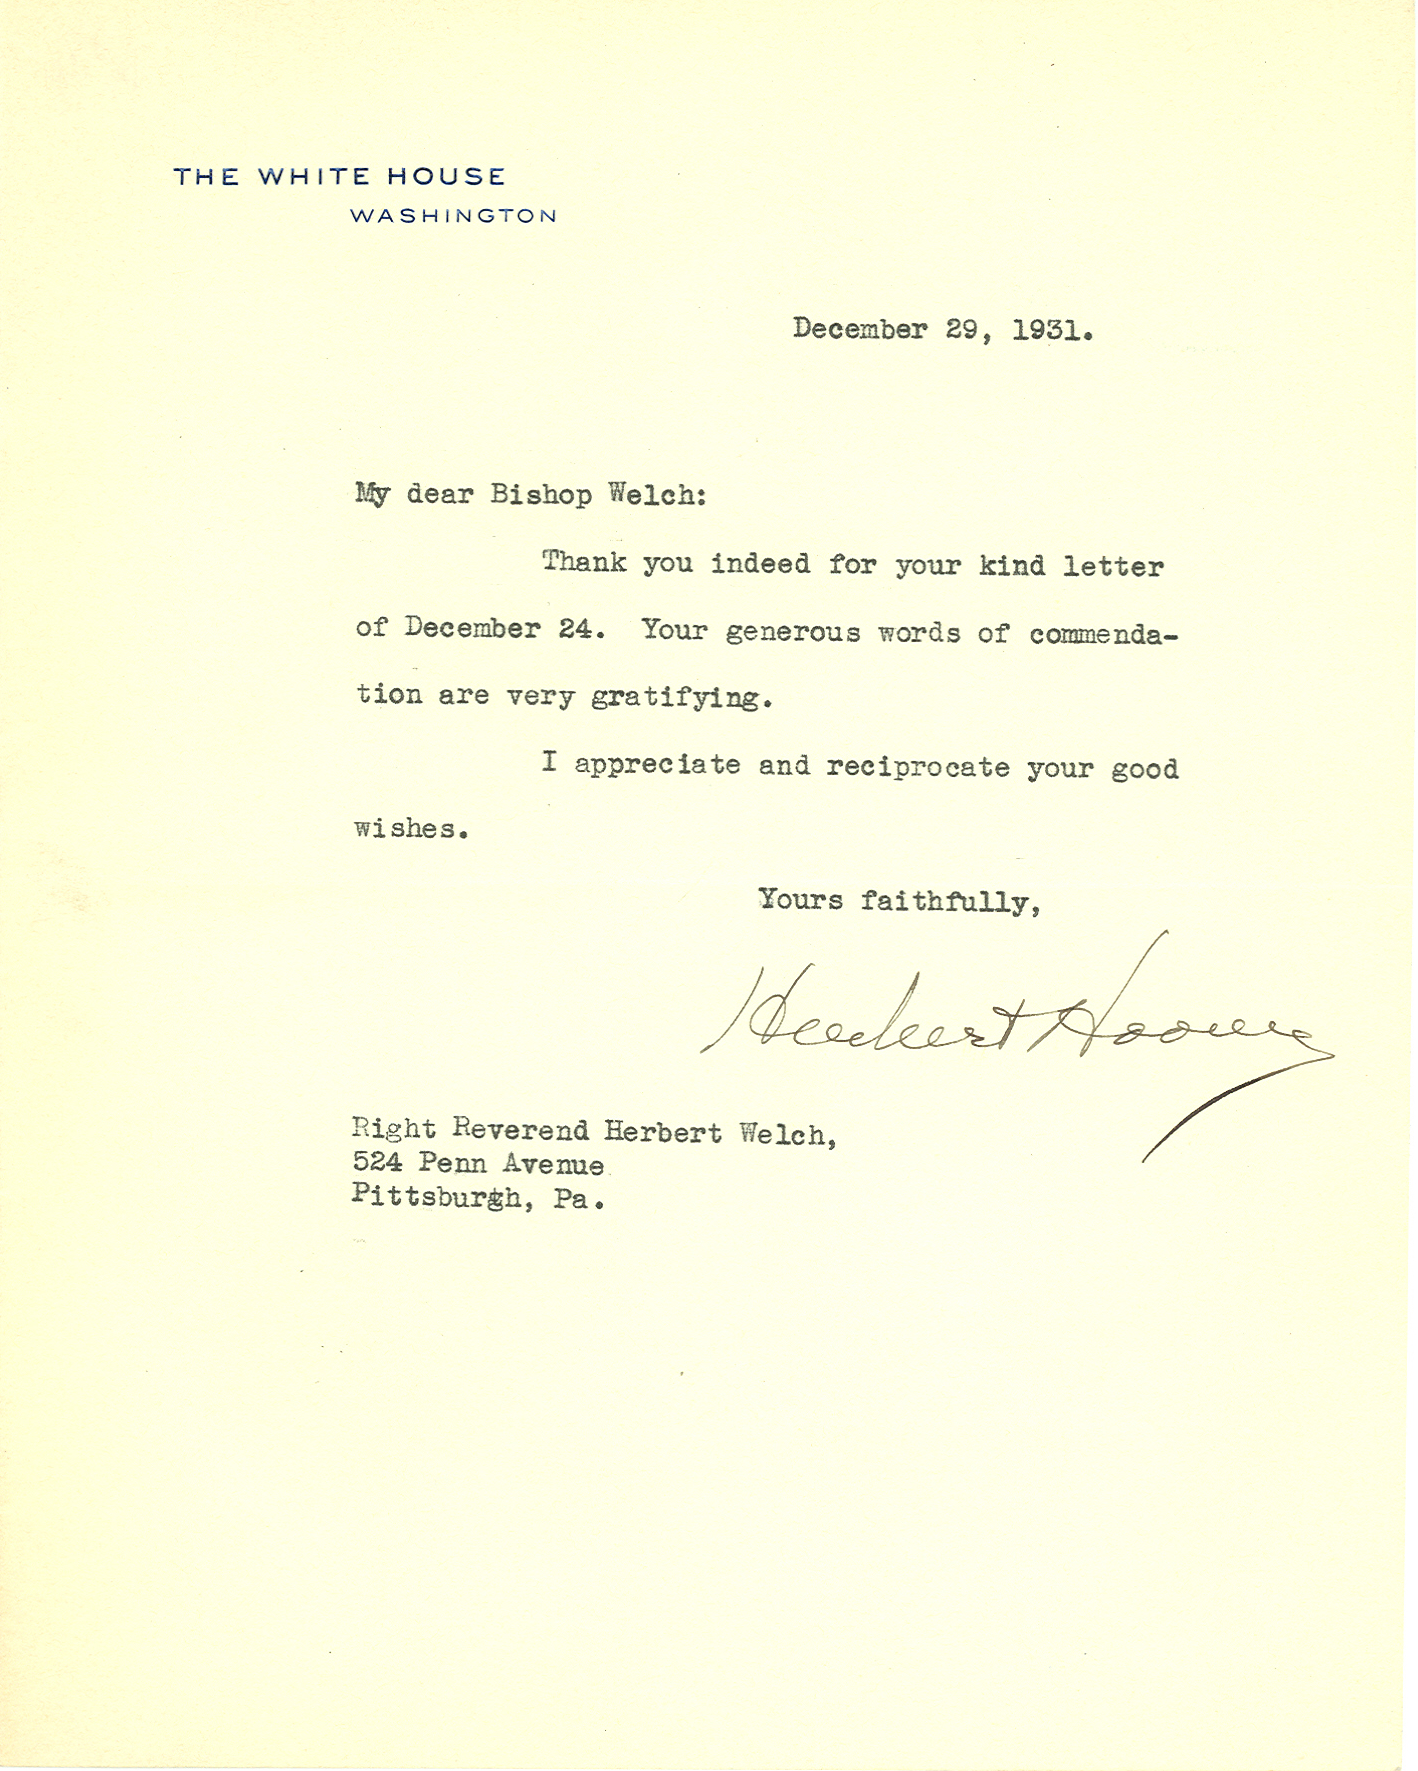 THE WHITE HOUSE
WASHINGTON
December 29, 1931.
My dear Bishop Welch:
Thank you indeed for your kind letter
of December 24. Your generous words of commenda-
tion are very gratifying.
I appreciate and reciprocate your good
wishes.
Yours faithfully,
Herbert Hoover
Right Reverend Herbert Welch,
524 Penn Avenue
Pittsburgh, Pa.